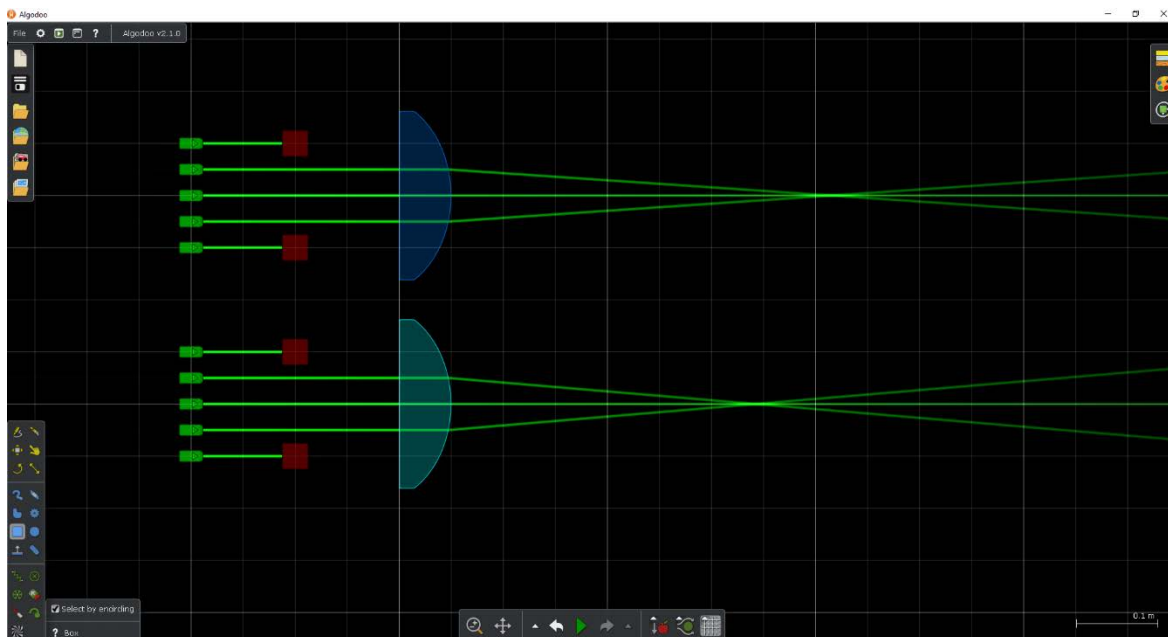 Algodoo
File ? Algodoo v2.1.0
Select by encircling
? Box
0.1 m